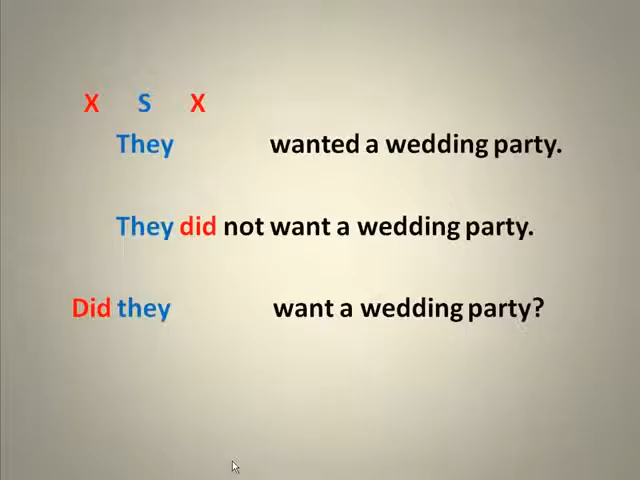 X S X
They wanted a wedding party.
They did not want a wedding party.
Did they want a wedding party?